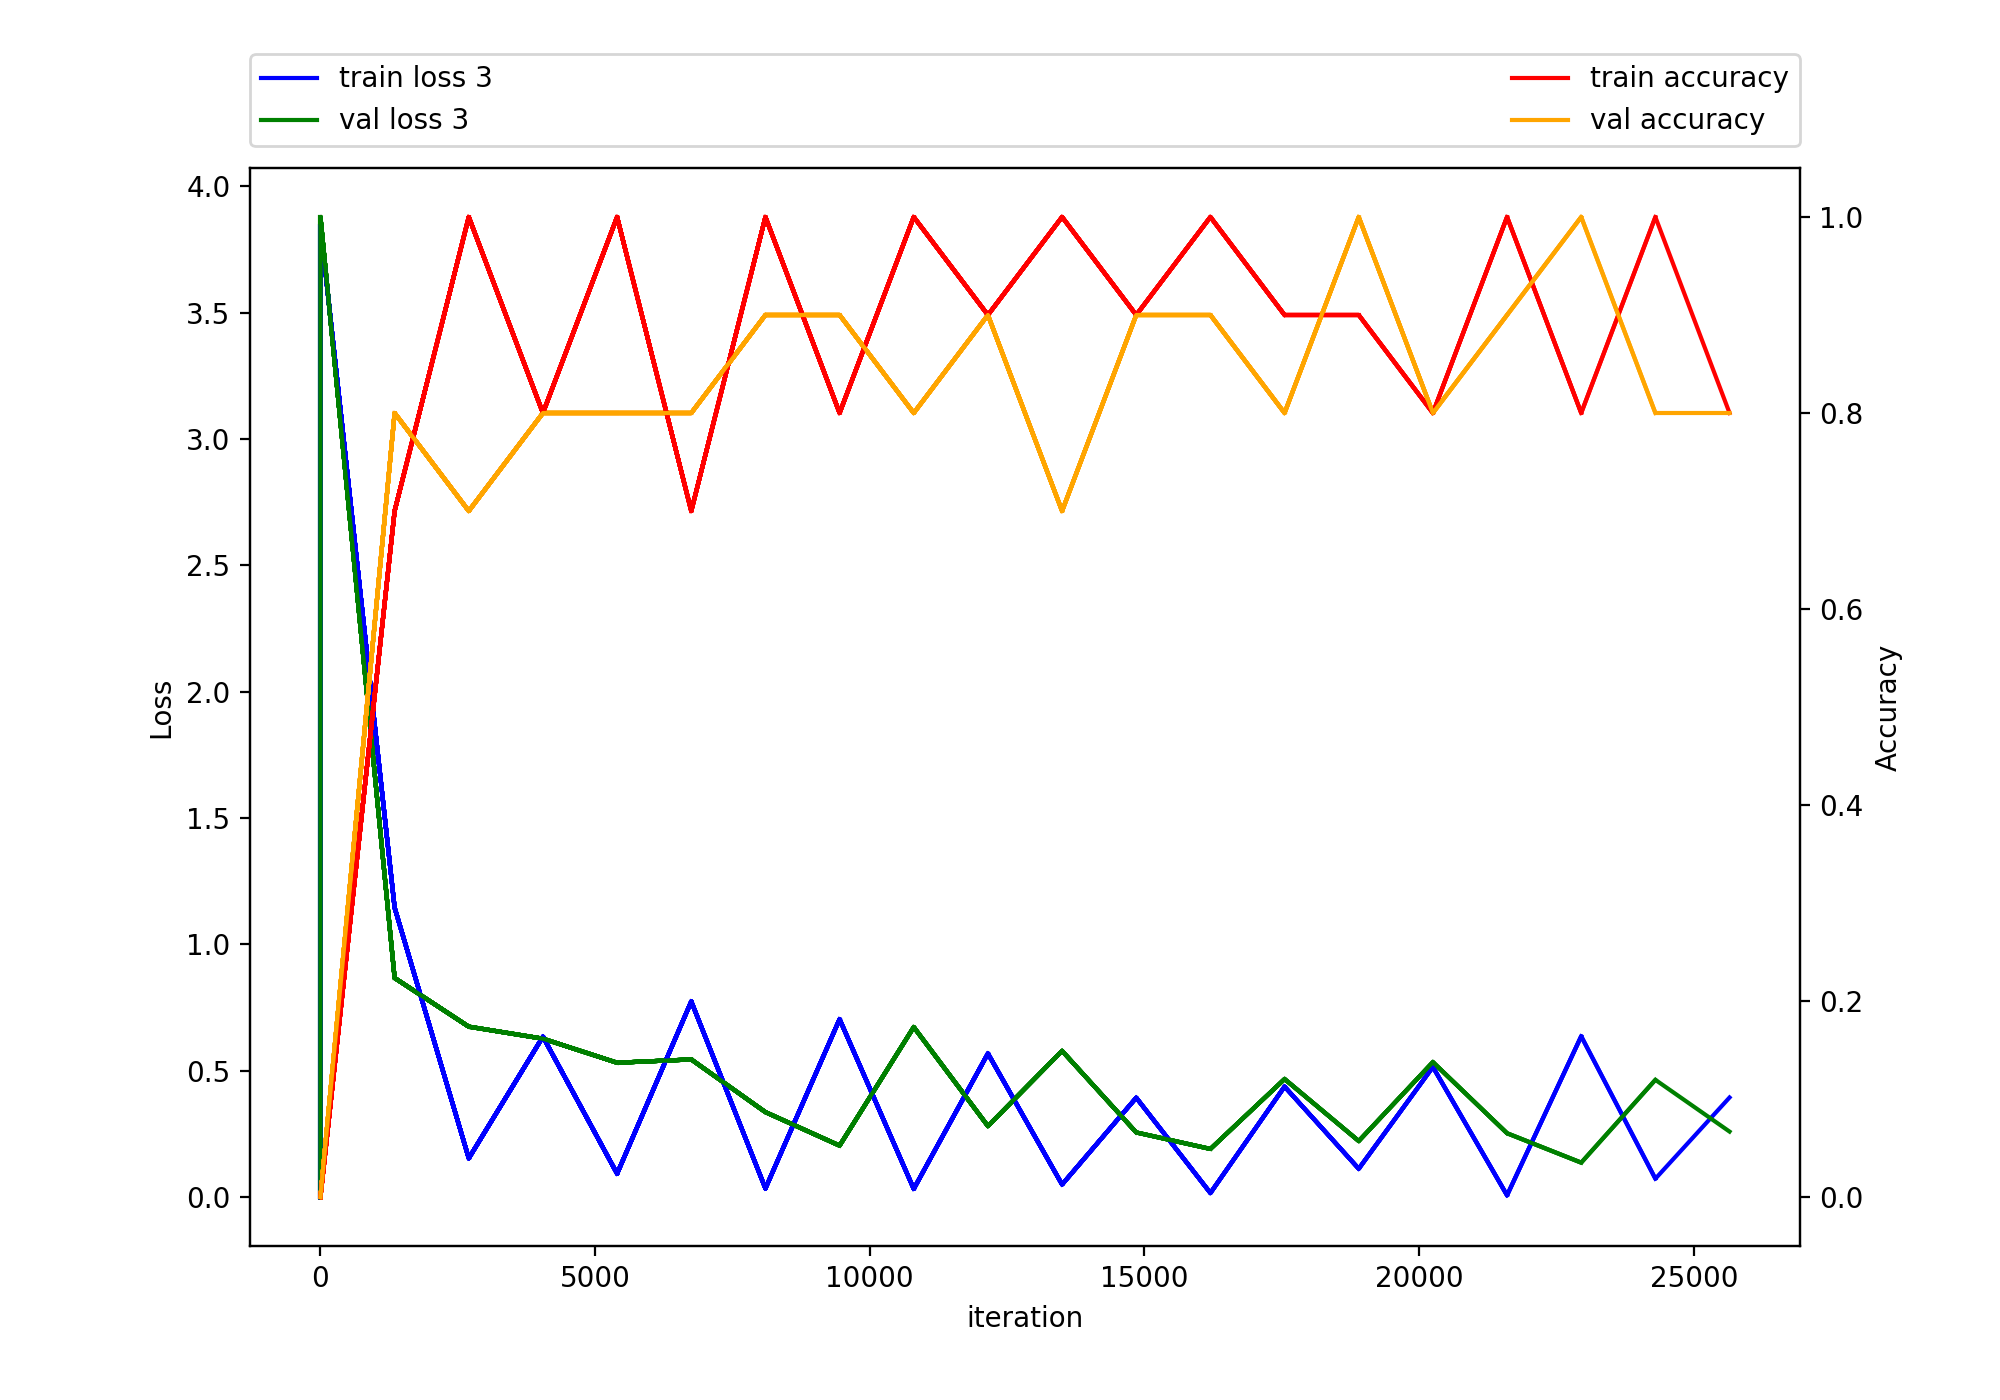 train loss 3
val loss 3
train accuracy
val accuracy
4.0
3.5
3.0
2.5
2.0
1.5
1.0
0.5
0.0
Loss
1.0
0.8
0.6
0.4
0.2
0.0
Accuracy
0 5000 10000 15000 20000 25000
iteration